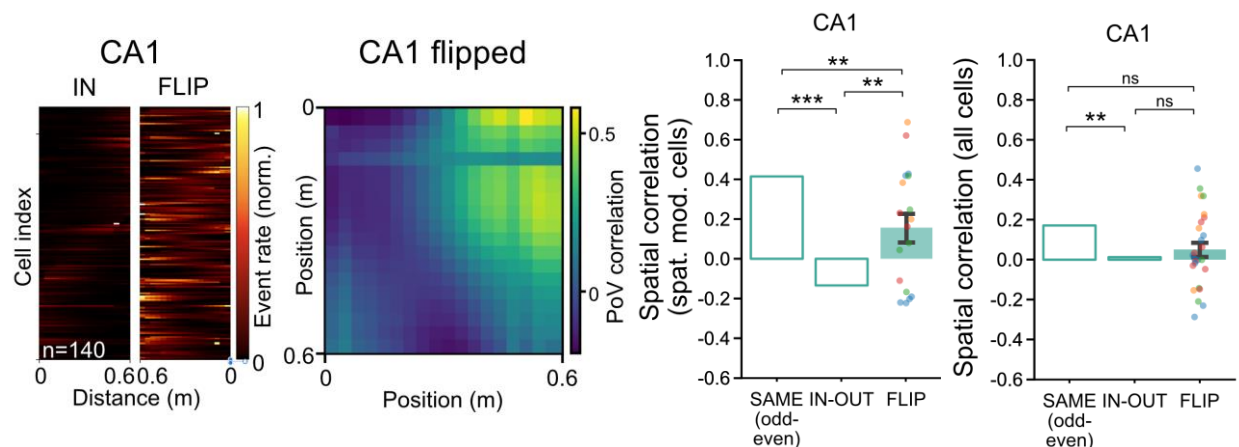 CA1
IN
FLIP
1
0
Event rate (norm.)
Cell index
n=140
0
0.6
0.6
0
Distance (m)
CA1 flipped
0
0.6
Position (m)
0
0.6
Position (m)
0.5
0
PoV correlation
CA1
Spatial correlation
(spat. mod. cells)
1.0
0.8
0.6
0.4
0.2
0.0
-0.2
-0.4
-0.6
**
***
**
SAME
(odd-
even)
IN-OUT
FLIP
CA1
Spatial correlation (all cells)
1.0
0.8
0.6
0.4
0.2
0.0
-0.2
-0.4
-0.6
ns
**
ns
SAME
(odd-
even)
IN-OUT
FLIP